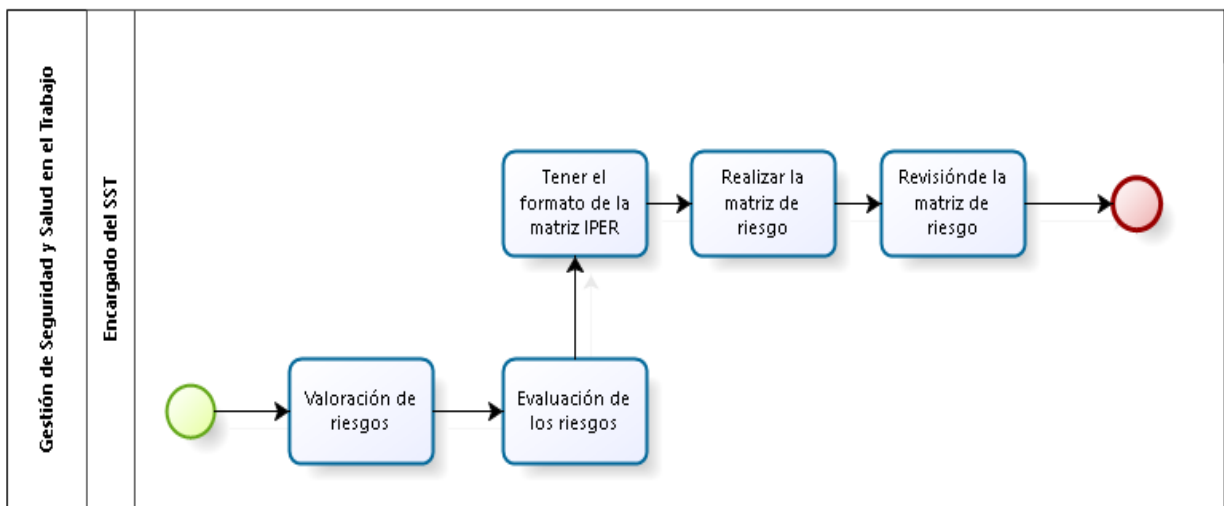 Gestión de Seguridad y Salud en el Trabajo
Encargado del SST
Valoración de
riesgos
Evaluación de
los riesgos
Tener el
formato de la
matriz IPER
Realizar la
matriz de
riesgo
Revisiónde la
matriz de
riesgo